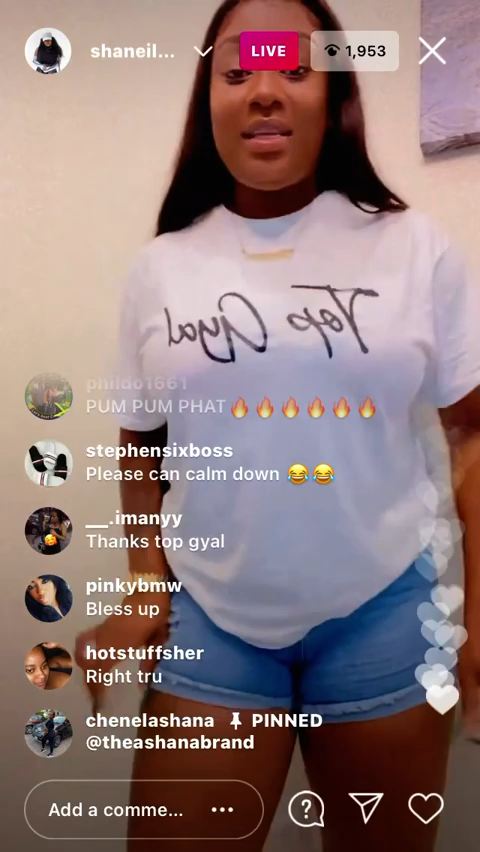 shaneil...
LIVE
1,953
Top Gyal
phildo1661
PUM PUM PHAT🔥🔥🔥🔥🔥🔥
stephensixboss
Please can calm down 😂😂
__.imanyy
Thanks top gyal
pinkybmw
Bless up
hotstuffsher
Right tru
chenelashana PINNED
@theashanabrand
Add a comme...